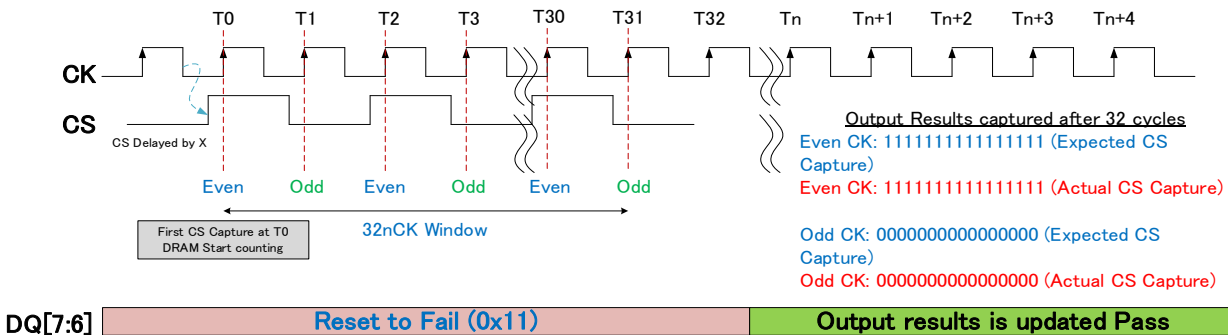 T0 T1 T2 T3 T30 T31 T32 Tn Tn+1 Tn+2 Tn+3 Tn+4
CK
CS
CS Delayed by X
Output Results captured after 32 cycles
Even CK: 1111111111111111 (Expected CS
Capture)
Even CK: 1111111111111111 (Actual CS Capture)
Even Odd Even Odd Even Odd
First CS Capture at T0
DRAM Start counting
32nCK Window
Odd CK: 0000000000000000 (Expected CS
Capture)
Odd CK: 0000000000000000 (Actual CS Capture)
DQ[7:6] Reset to Fail (0x11) Output results is updated Pass